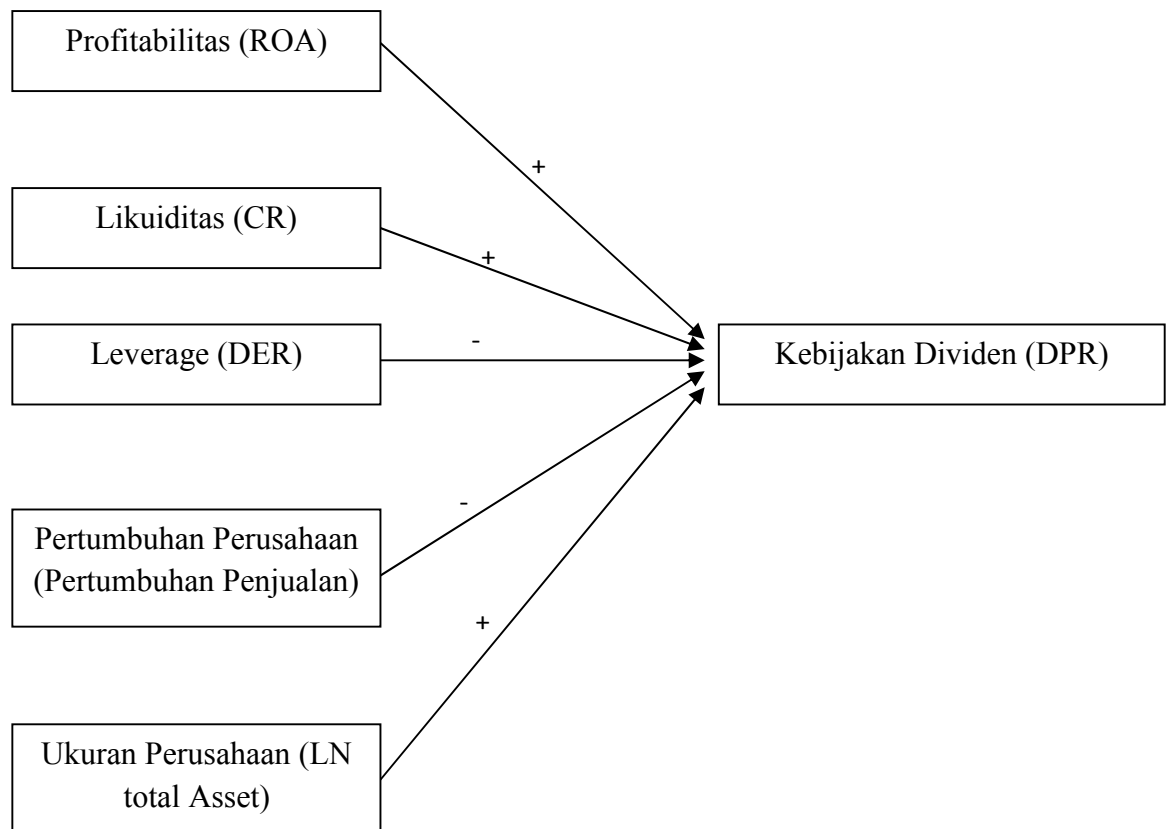 Profitabilitas (ROA)
+
Likuiditas (CR)
+
Leverage (DER)
-
Kebijakan Dividen (DPR)
-
Pertumbuhan Perusahaan
(Pertumbuhan Penjualan)
+
Ukuran Perusahaan (LN
total Asset)